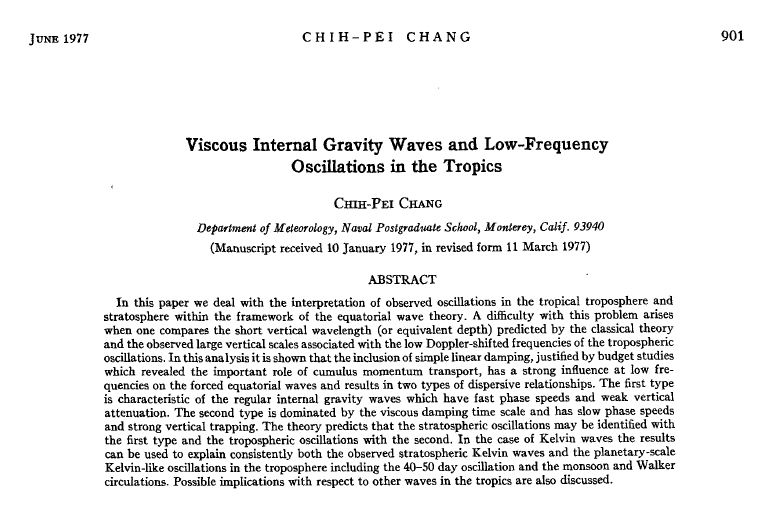 JUNE 1977 CHIH-PEI CHANG 901
Viscous Internal Gravity Waves and Low-Frequency
Oscillations in the Tropics
CHIH-PEI CHANG
Department of Meteorology, Naval Postgraduate School, Monterey, Calif. 93940
(Manuscript received 10 January 1977, in revised form 11 March 1977)
ABSTRACT
In this paper we deal with the interpretation of observed oscillations in the tropical troposphere and
stratosphere within the framework of the equatorial wave theory. A difficulty with this problem arises
when one compares the short vertical wavelength (or equivalent depth) predicted by the classical theory
and the observed large vertical scales associated with the low Doppler-shifted frequencies of the tropospheric
oscillations. In this analysis it is shown that the inclusion of simple linear damping, justified by budget studies
which revealed the important role of cumulus momentum transport, has a strong influence at low fre-
quencies on the forced equatorial waves and results in two types of dispersive relationships. The first type
is characteristic of the regular internal gravity waves which have fast phase speeds and weak vertical
attenuation. The second type is dominated by the viscous damping time scale and has slow phase speeds
and strong vertical trapping. The theory predicts that the stratospheric oscillations may be identified with
the first type and the tropospheric oscillations with the second. In the case of Kelvin waves the results
can be used to explain consistently both the observed stratospheric Kelvin waves and the planetary-scale
Kelvin-like oscillations in the troposphere including the 40–50 day oscillation and the monsoon and Walker
circulations. Possible implications with respect to other waves in the tropics are also discussed.